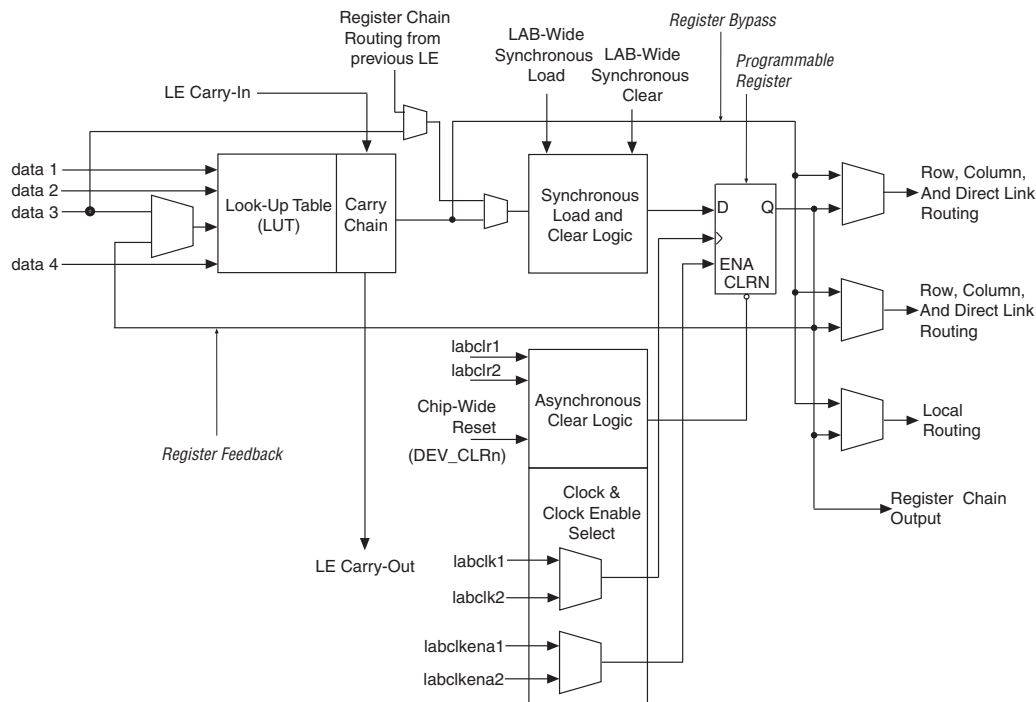 Register Chain
Routing from
previous LE
LAB-Wide
Synchronous
Load
LAB-Wide
Synchronous
Clear
Register Bypass
Programmable
Register
LE Carry-In
data 1
data 2
data 3
data 4
Look-Up Table
(LUT)
Carry
Chain
Synchronous
Load and
Clear Logic
D
Q
ENA
CLRN
Row, Column,
And Direct Link
Routing
Row, Column,
And Direct Link
Routing
Local
Routing
Register Chain
Output
labclr1
labclr2
Chip-Wide
Reset
(DEV_CLRn)
Asynchronous
Clear Logic
Register Feedback
Clock &
Clock Enable
Select
LE Carry-Out
labclk1
labclk2
labclkena1
labclkena2